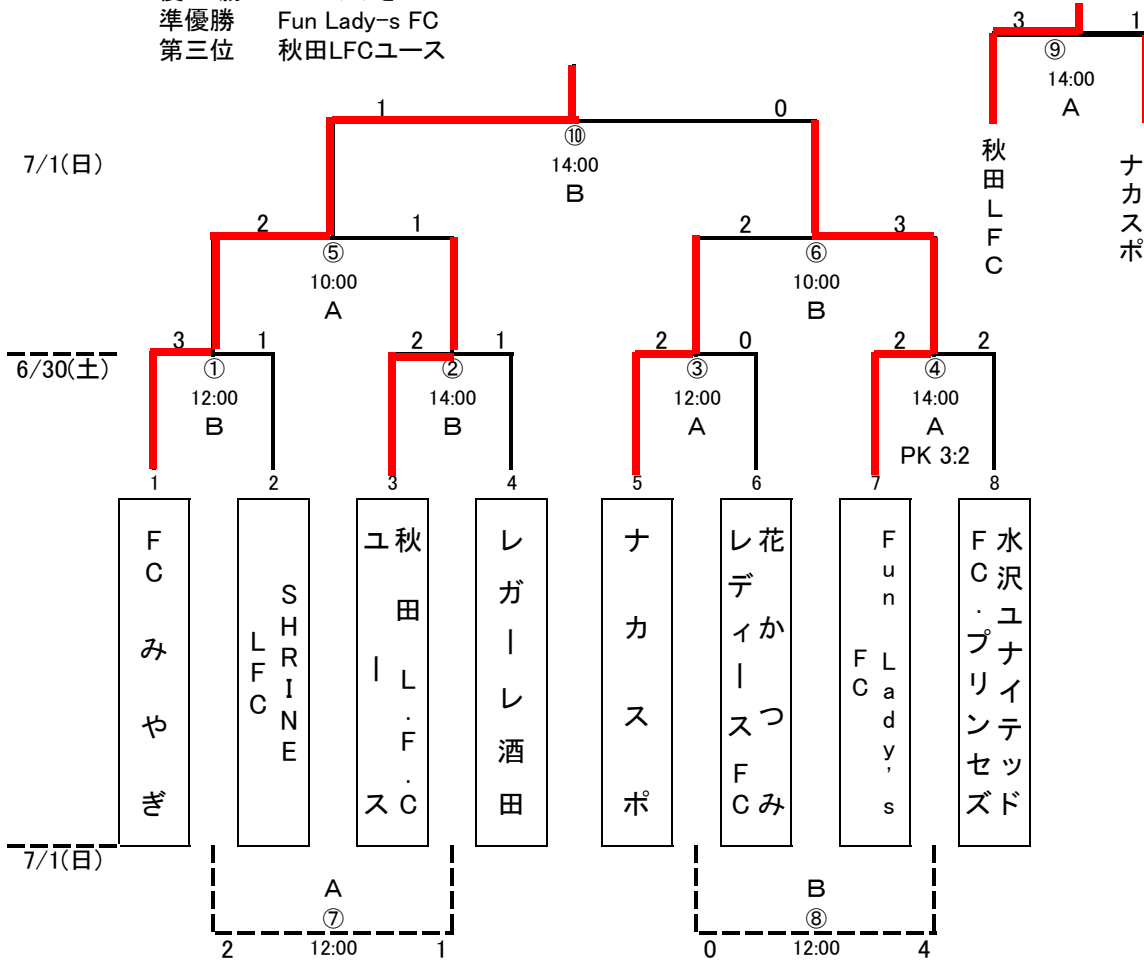 準優勝 Fun Lady-s FC
第三位 秋田LFCユース
3 1
⑨
14:00
A
秋田LFC
ナカスポ
1 0
⑩
14:00
B
7/1(日)
2 1
⑤
10:00
A
2 3
⑥
10:00
B
6/30(土)
3 1
①
12:00
B
2 1
②
14:00
B
2 0
③
12:00
A
2 2
④
14:00
A
PK 3:2
1 2 3 4 5 6 7 8
FCみやぎ
SHRINE
LFC
秋田L.F.C
ユース
レガーレ酒田
ナカスポ
花かつみ
レディースFC
Fun Lady's
FC
水沢ユナイテッド
FC.プリンセズ
7/1(日)
A
⑦
2 12:00 1
B
⑧
0 12:00 4